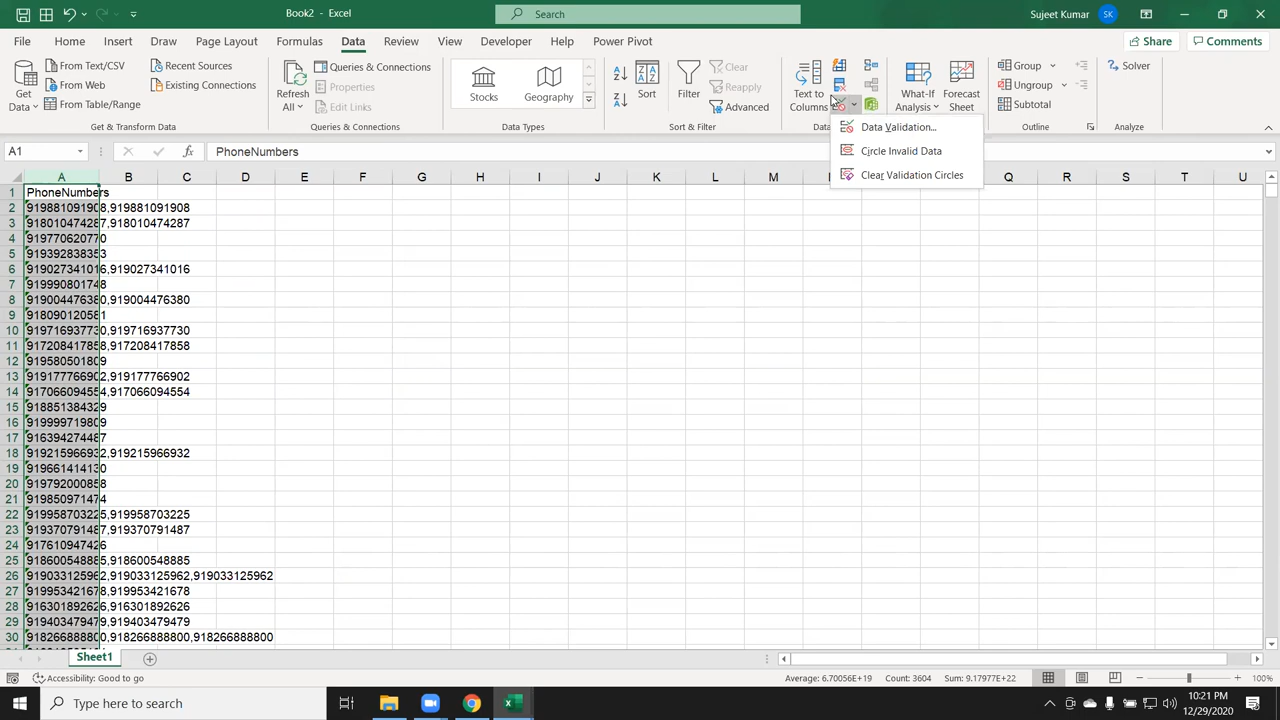 Book2 - Excel
Search
Sujeet Kumar
SK
File Home Insert Draw Page Layout Formulas Data Review View Developer Help Power Pivot
Share Comments
Get Data
From Text/CSV
From Web
From Table/Range
Recent Sources
Existing Connections
Get & Transform Data
Refresh All
Queries & Connections
Properties
Edit Links
Queries & Connections
Stocks
Geography
Data Types
Sort
Filter
Clear
Reapply
Advanced
Sort & Filter
Text to Columns
Data
What-If Analysis
Forecast Sheet
Group
Ungroup
Subtotal
Outline
Solver
Analyze
Data Validation...
Circle Invalid Data
Clear Validation Circles
A1
fx
PhoneNumbers
A B C D E F G H I J K L M Q R S T U
1 PhoneNumbers
2 919881091908,919881091908
3 918010474287,918010474287
4 919770620770
5 919392838353
6 919027341016,919027341016
7 919990801748
8 919004476380,919004476380
9 918090120581
10 919716937730,919716937730
11 917208417858,917208417858
12 919580501809
13 919177766902,919177766902
14 917066094554,917066094554
15 918851384329
16 919999719809
17 916394274487
18 919215966932,919215966932
19 919661414130
20 919792000858
21 919850971474
22 919958703225,919958703225
23 919370791487,919370791487
24 917610947426
25 918600548885,918600548885
26 919033125962,919033125962,919033125962
27 919953421678,919953421678
28 916301892626,916301892626
29 919403479479,919403479479
30 918266888800,918266888800,918266888800
Sheet1
Accessibility: Good to go
Average: 6.70056E+19 Count: 3604 Sum: 9.17977E+22
100%
Type here to search
10:21 PM
12/29/2020